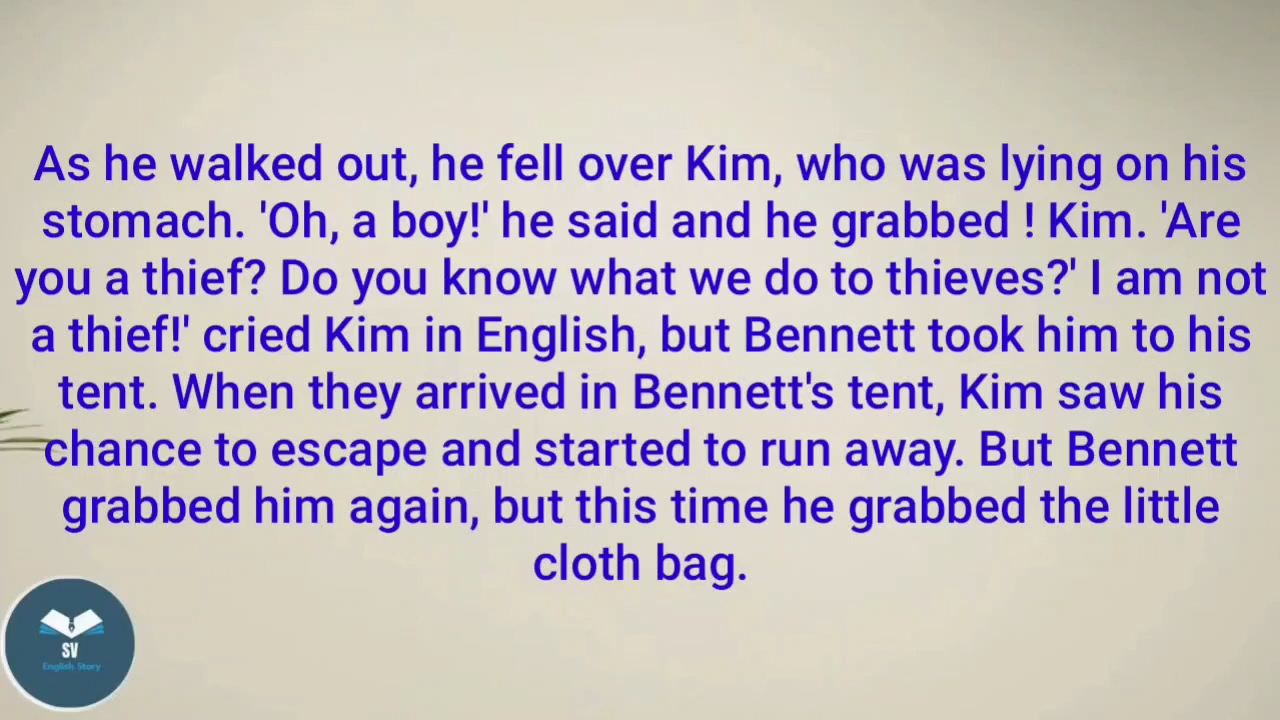 As he walked out, he fell over Kim, who was lying on his
stomach. 'Oh, a boy!' he said and he grabbed ! Kim. 'Are
you a thief? Do you know what we do to thieves?' I am not
a thief!' cried Kim in English, but Bennett took him to his
tent. When they arrived in Bennett's tent, Kim saw his
chance to escape and started to run away. But Bennett
grabbed him again, but this time he grabbed the little
cloth bag.
SV
English Story